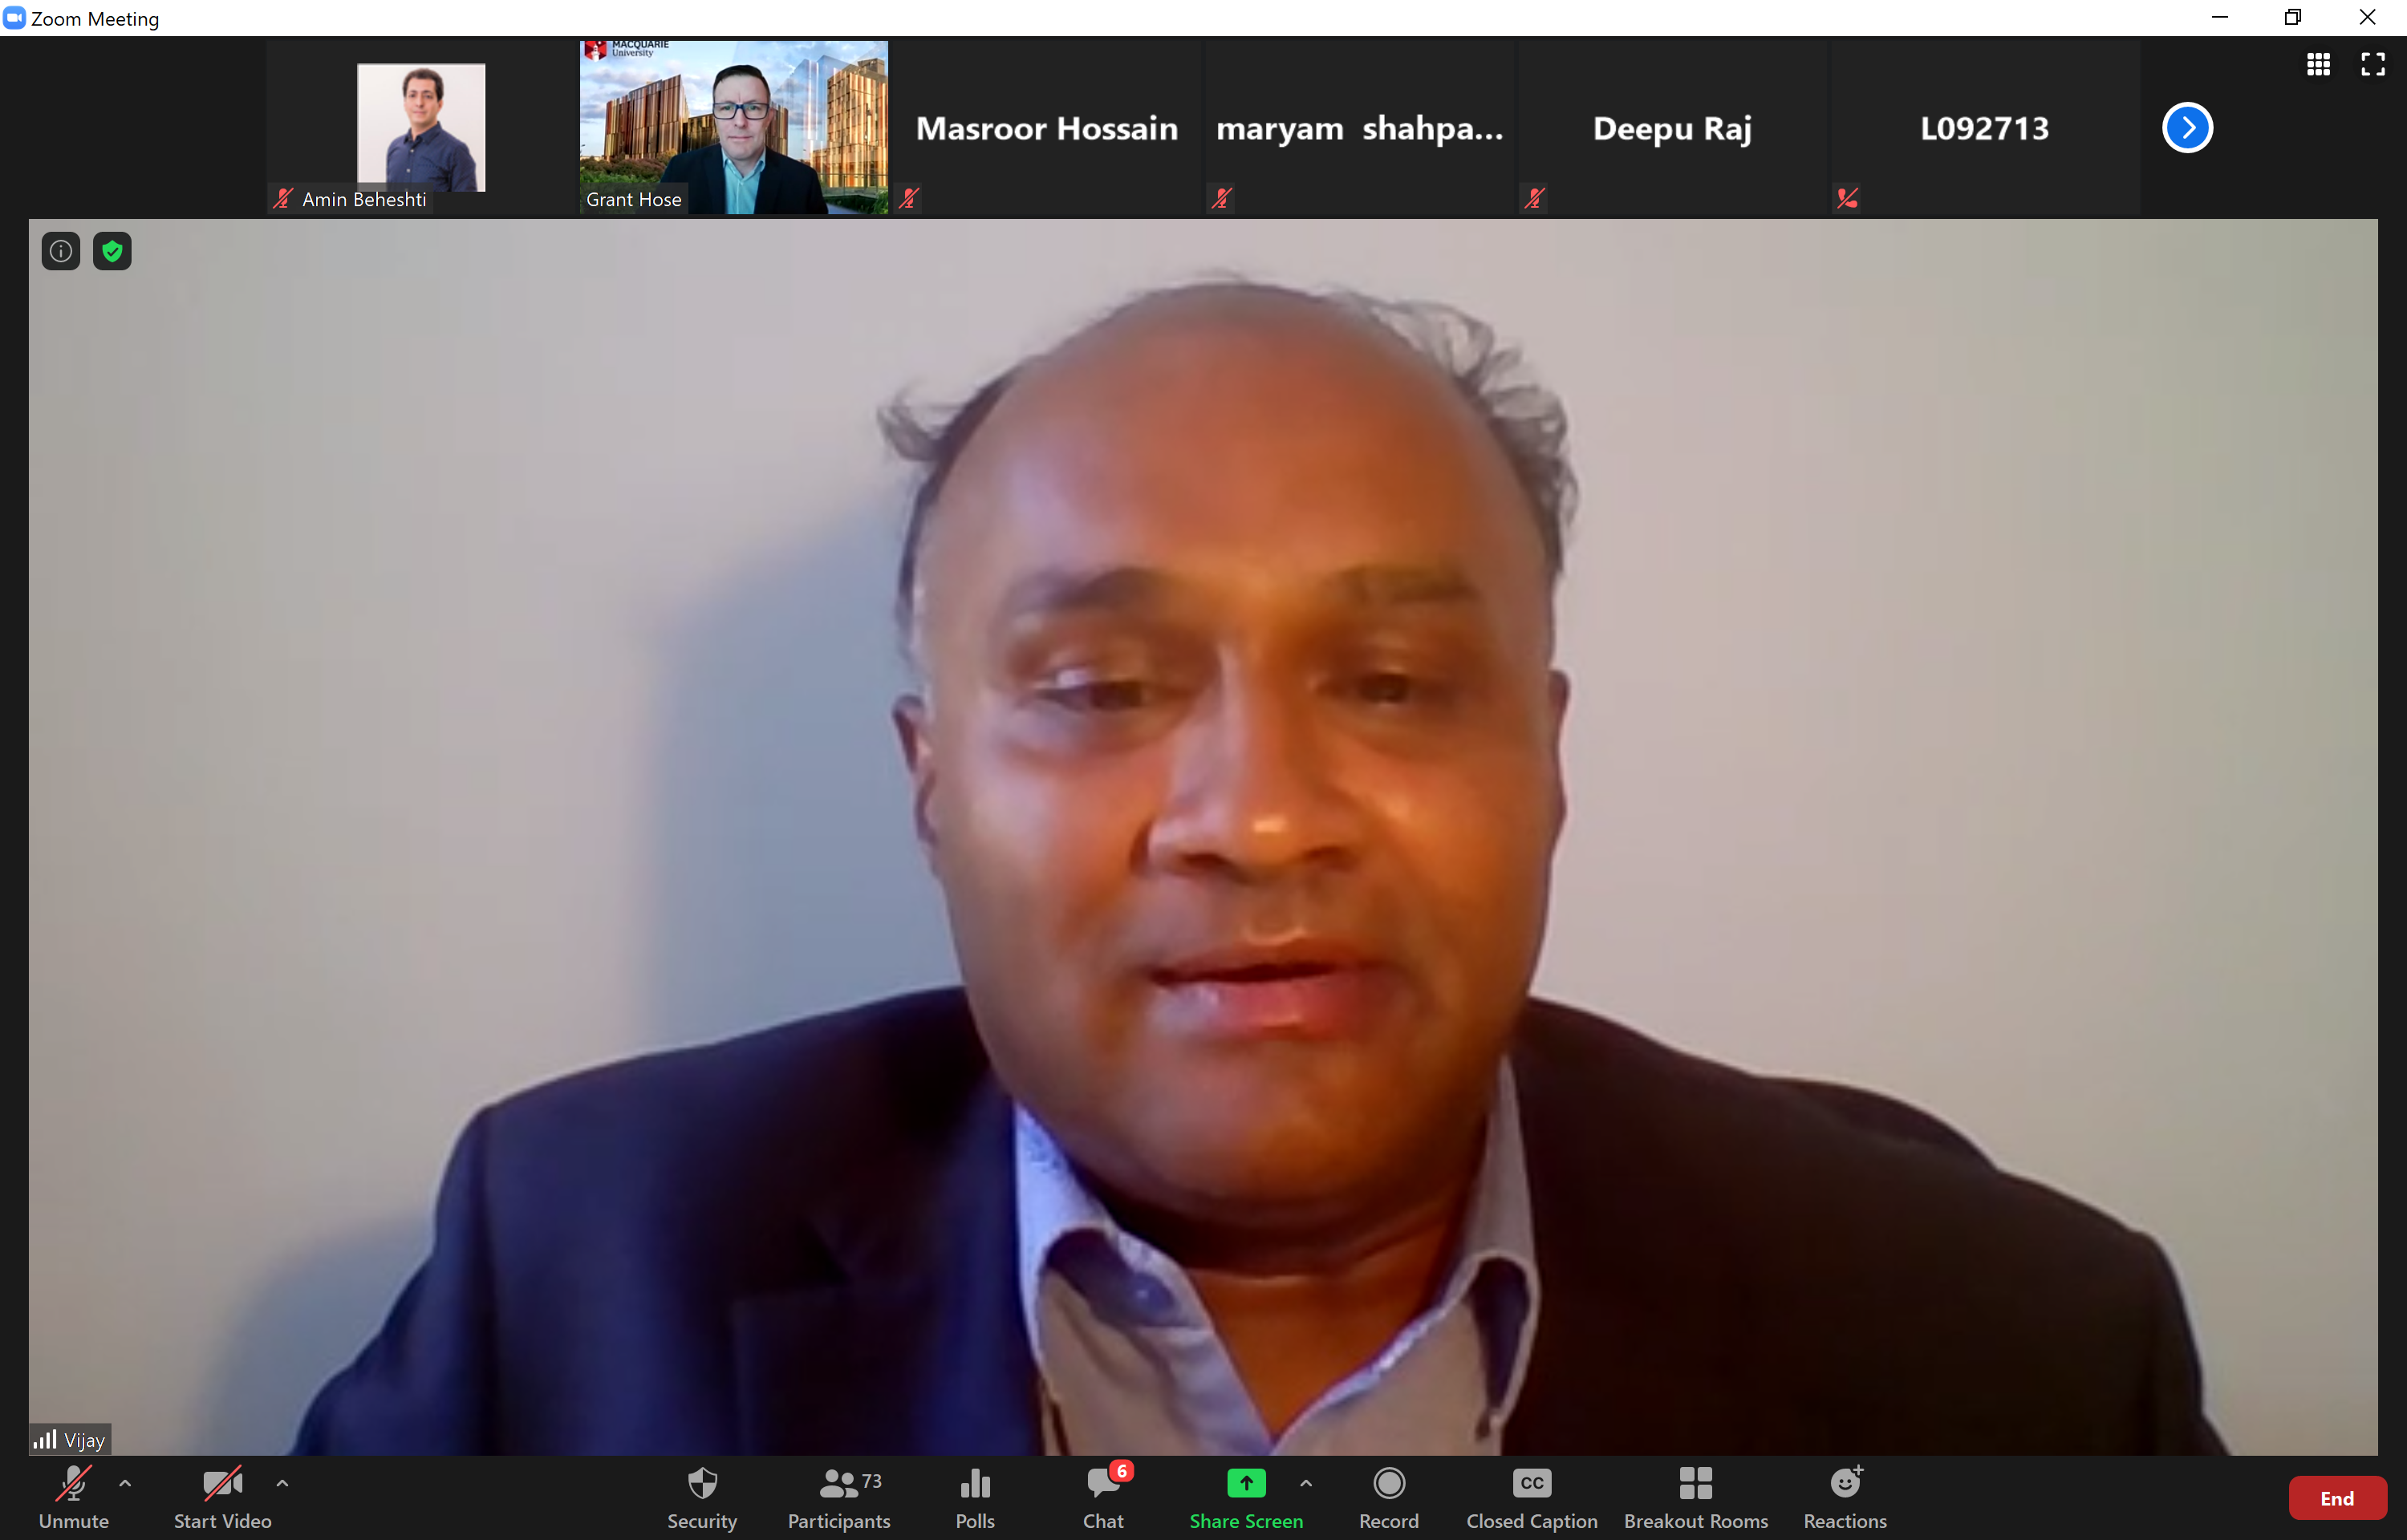 Zoom Meeting
MACQUARIE
University
Amin Beheshti
Grant Hose
Masroor Hossain
maryam shahpa...
Deepu Raj
L092713
Vijay
Unmute
Start Video
Security
73
Participants
Polls
6
Chat
Share Screen
Record
CC
Closed Caption
Breakout Rooms
Reactions
End